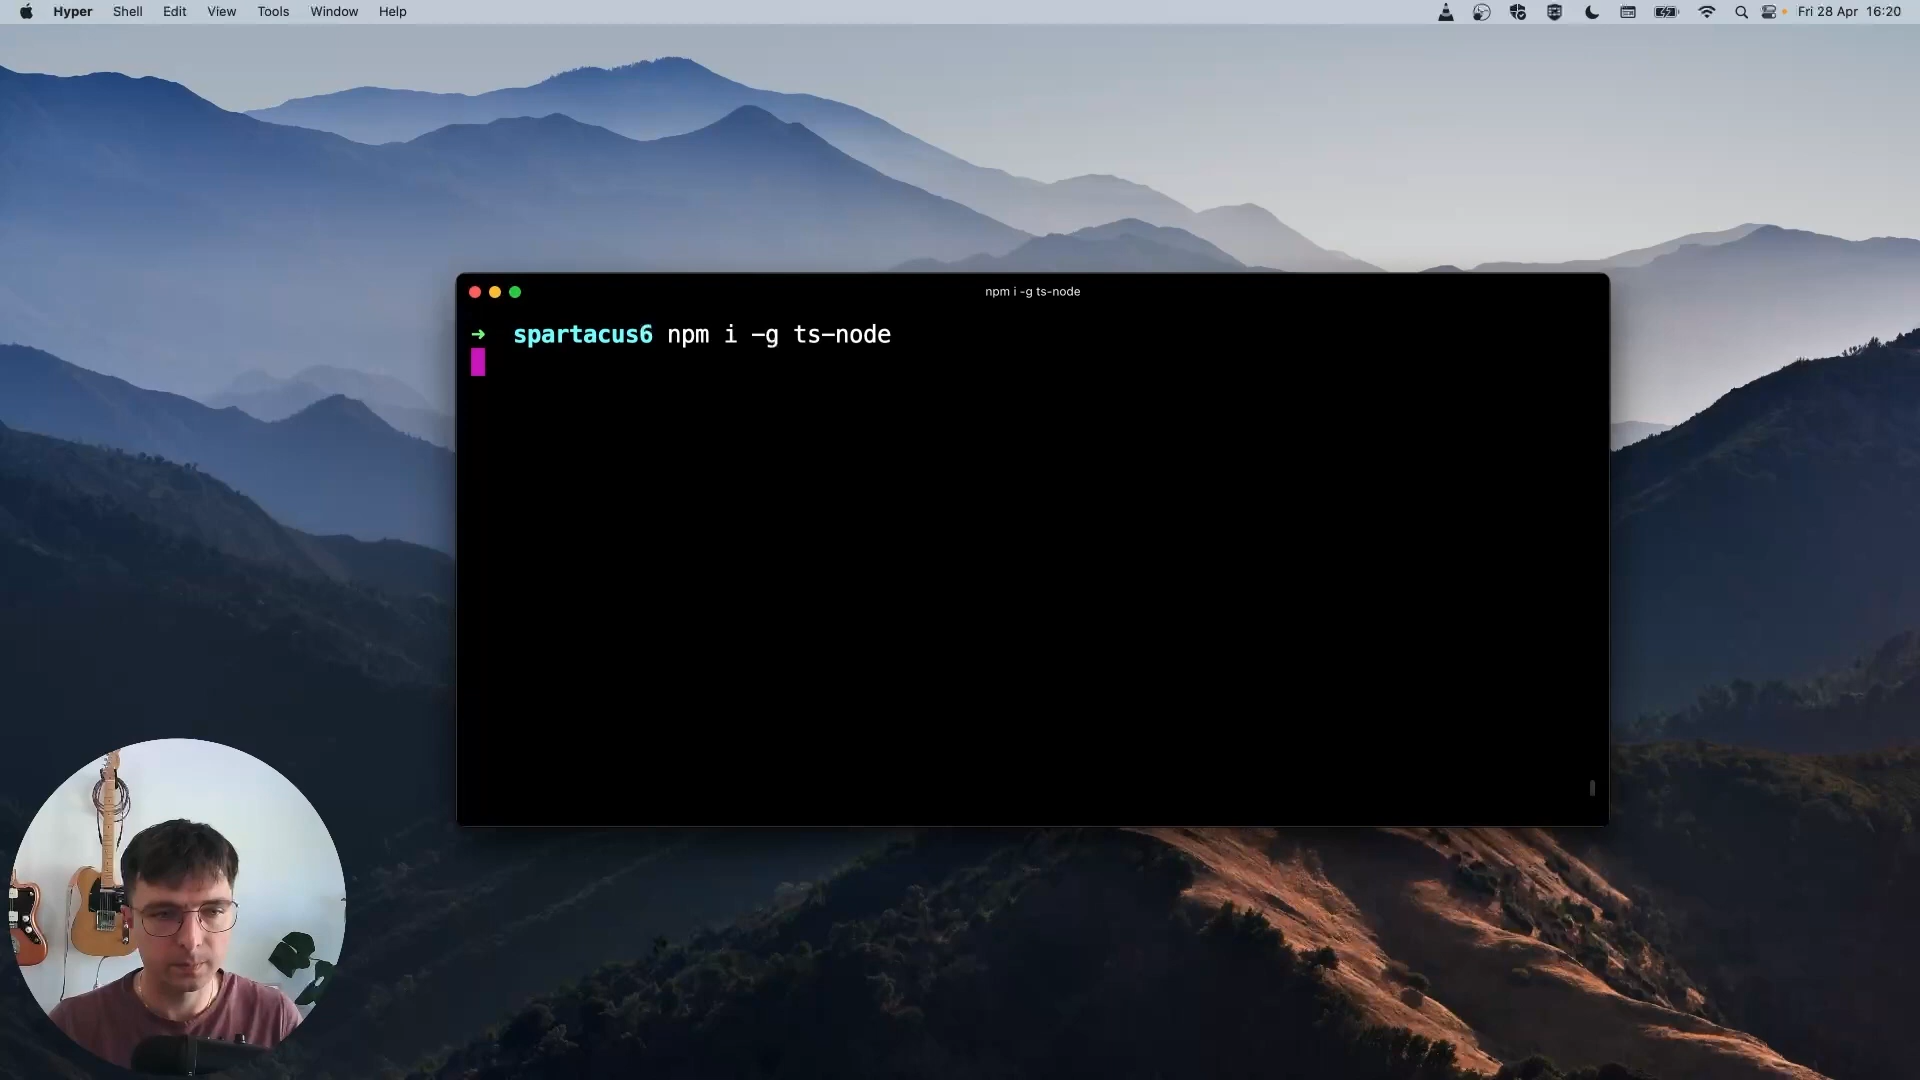 Hyper Shell Edit View Tools Window Help Fri 28 Apr 16:20
npm i -g ts-node
➜ spartacus6 npm i -g ts-node